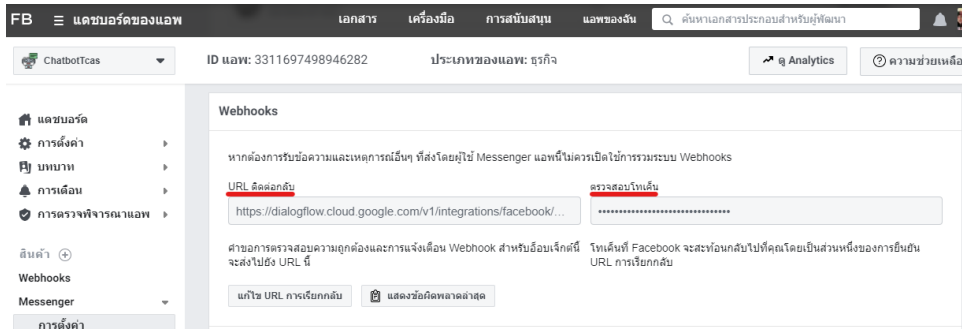 FB ☰ แดชบอร์ดของแอพ เอกสาร เครื่องมือ การสนับสนุน แอพของฉัน ค้นหาเอกสารประกอบสำหรับผู้พัฒนา
ChatbotTcas ID แอพ: 3311697498946282 ประเภทของแอพ: ธุรกิจ ดู Analytics ความช่วยเหลือ
แดชบอร์ด
การตั้งค่า
บทบาท
การเตือน
การตรวจพิจารณาแอพ
สินค้า
Webhooks
Messenger
การตั้งค่า
Webhooks
หากต้องการรับข้อความและเหตุการณ์อื่นๆ ที่ส่งโดยผู้ใช้ Messenger แอพนี้ไม่ควรเปิดใช้การรวมระบบ Webhooks
URL ติดต่อกลับ
https://dialogflow.cloud.google.com/v1/integrations/facebook/...
คำขอการตรวจสอบความถูกต้องและการแจ้งเตือน Webhook สำหรับอ็อบเจ็กต์นี้
จะส่งไปยัง URL นี้
ตรวจสอบโทเค็น
••••••••••••••••••••••••••••••••
โทเค็นที่ Facebook จะสะท้อนกลับไปที่คุณโดยเป็นส่วนหนึ่งของการยืนยัน
URL การเรียกกลับ
แก้ไข URL การเรียกกลับ แสดงข้อผิดพลาดล่าสุด